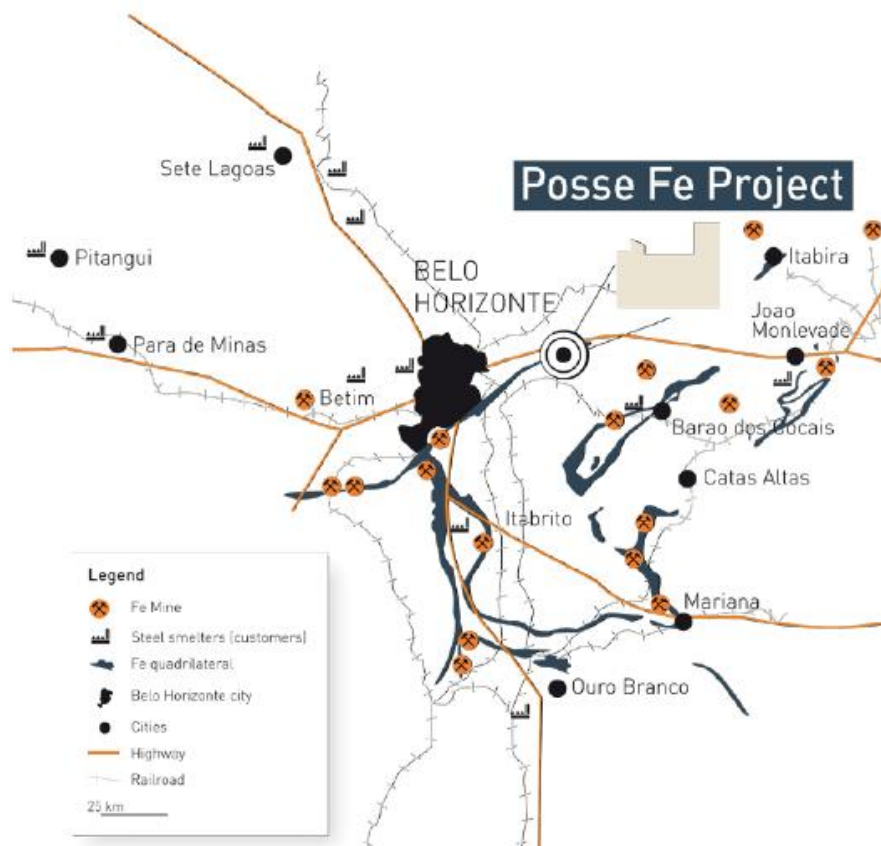 Sete Lagoas
Posse Fe Project
Pitangui
BELO
HORIZONTE
Itabira
Joao
Monlevade
Para de Minas
Betim
Barao dos Cocais
Catas Altas
Itabrito
Mariana
Ouro Branco
Legend
Fe Mine
Steel smelters (customers)
Fe quadrilateral
Belo Horizonte city
Cities
Highway
Railroad
25 km